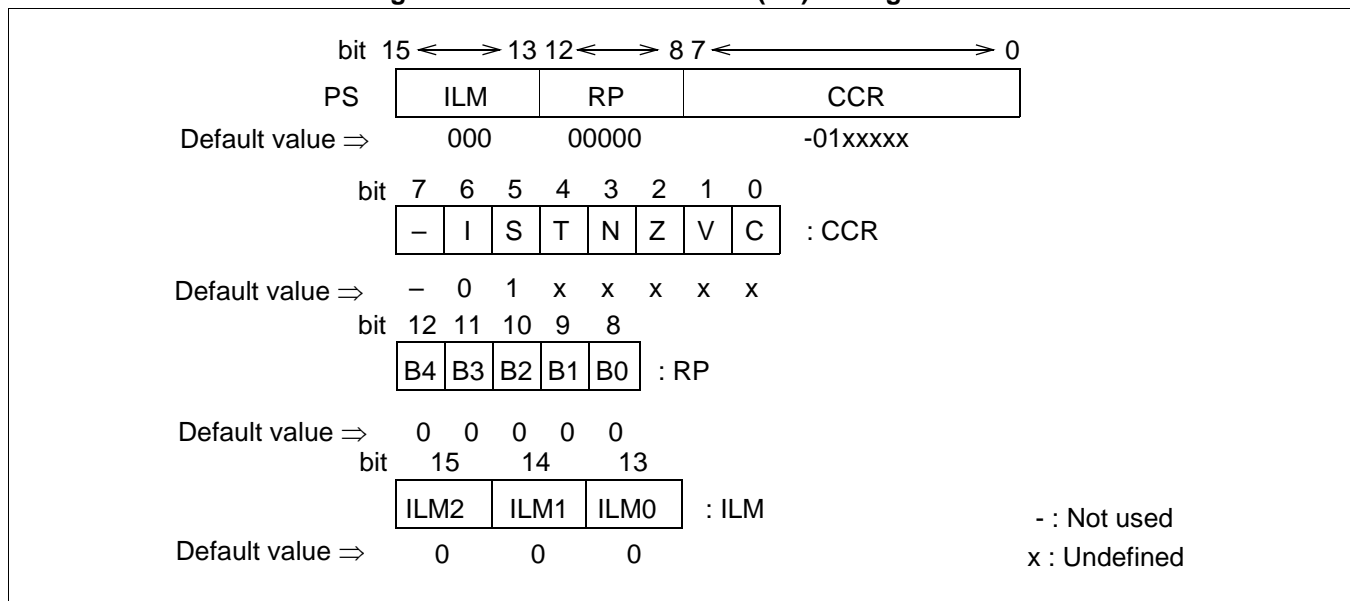 bit 15 13 12 8 7 0
PS ILM RP CCR
Default value ⇒ 000 00000 -01xxxxx
bit 7 6 5 4 3 2 1 0
– I S T N Z V C : CCR
Default value ⇒ – 0 1 x x x x x
bit 12 11 10 9 8
B4 B3 B2 B1 B0 : RP
Default value ⇒ 0 0 0 0 0
bit 15 14 13
ILM2 ILM1 ILM0 : ILM
- : Not used
Default value ⇒ 0 0 0
x : Undefined